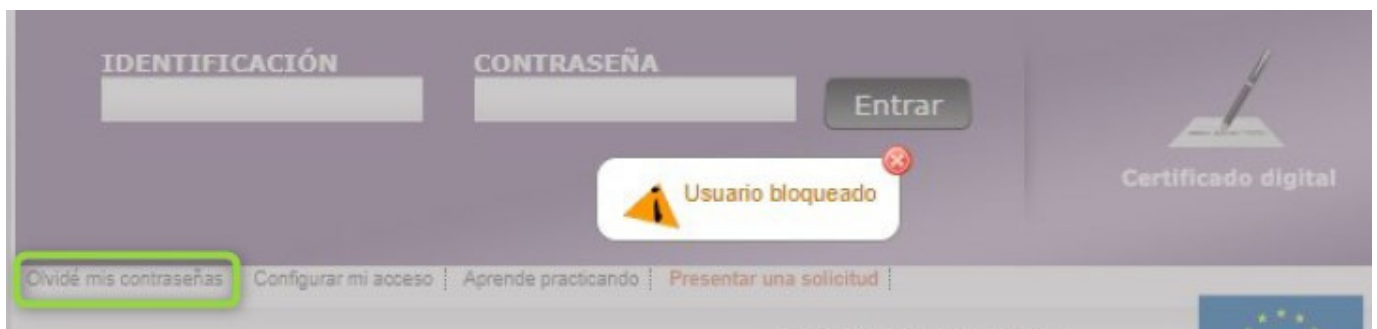 IDENTIFICACIÓN CONTRASEÑA
Entrar
Usuario bloqueado
Certificado digital
Olvidé mis contraseñas Configurar mi acceso Aprende practicando Presentar una solicitud